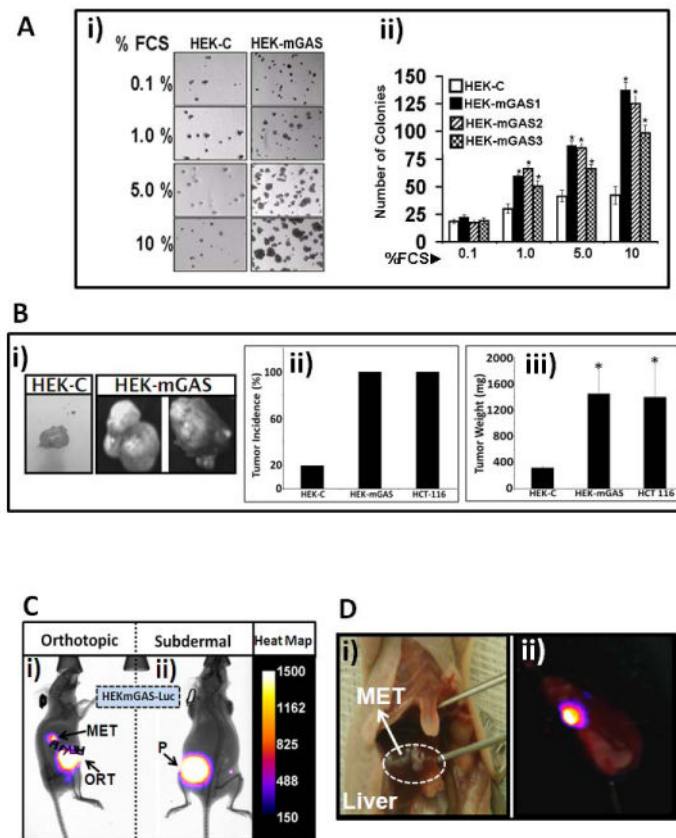 A
i)
% FCS HEK-C HEK-mGAS
0.1 %
1.0 %
5.0 %
10 %
ii)
Number of Colonies
150
125
100
75
50
25
0
HEK-C
HEK-mGAS1
HEK-mGAS2
HEK-mGAS3
* * * * * * * * *
%FCS► 0.1 1.0 5.0 10
B
i)
HEK-C HEK-mGAS
ii)
Tumor Incidence (%)
100
60
20
0
HEK-C HEK-mGAS HCT-116
iii)
Tumor Weight (mg)
2000
1600
1200
800
400
0
* *
HEK-C HEK-mGAS HCT 116
C
Orthotopic Subdermal Heat Map
i) ii)
HEKmGAS-Luc
MET
ORT
P
1500
1163
825
488
150
D
i)
MET
Liver
ii)